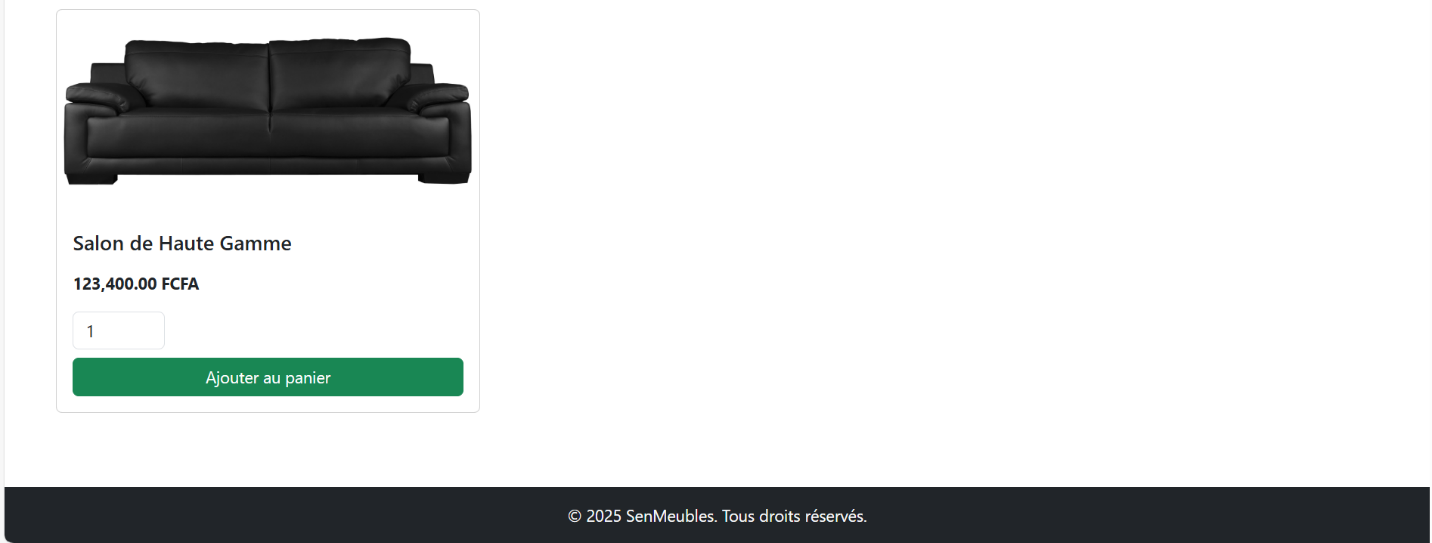 Salon de Haute Gamme
123,400.00 FCFA
1
Ajouter au panier
© 2025 SenMeubles. Tous droits réservés.